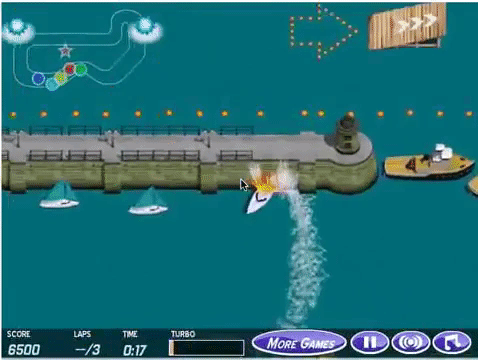 SCORE LAPS TIME TURBO
6500 --/3 0:17
MORE GAMES